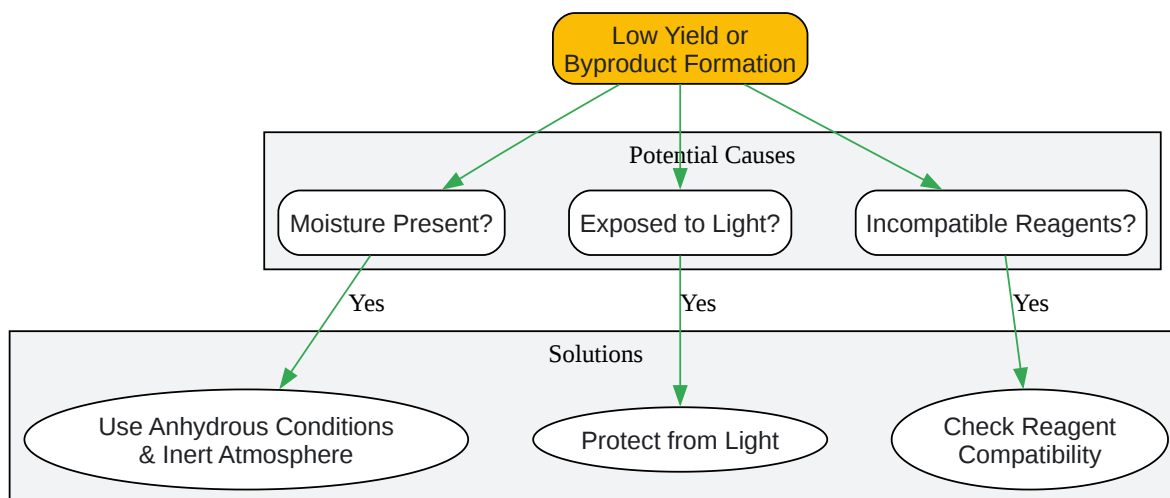 Low Yield or
Byproduct Formation
Potential Causes
Moisture Present?
Exposed to Light?
Incompatible Reagents?
Yes
Yes
Yes
Solutions
Use Anhydrous Conditions
& Inert Atmosphere
Protect from Light
Check Reagent
Compatibility